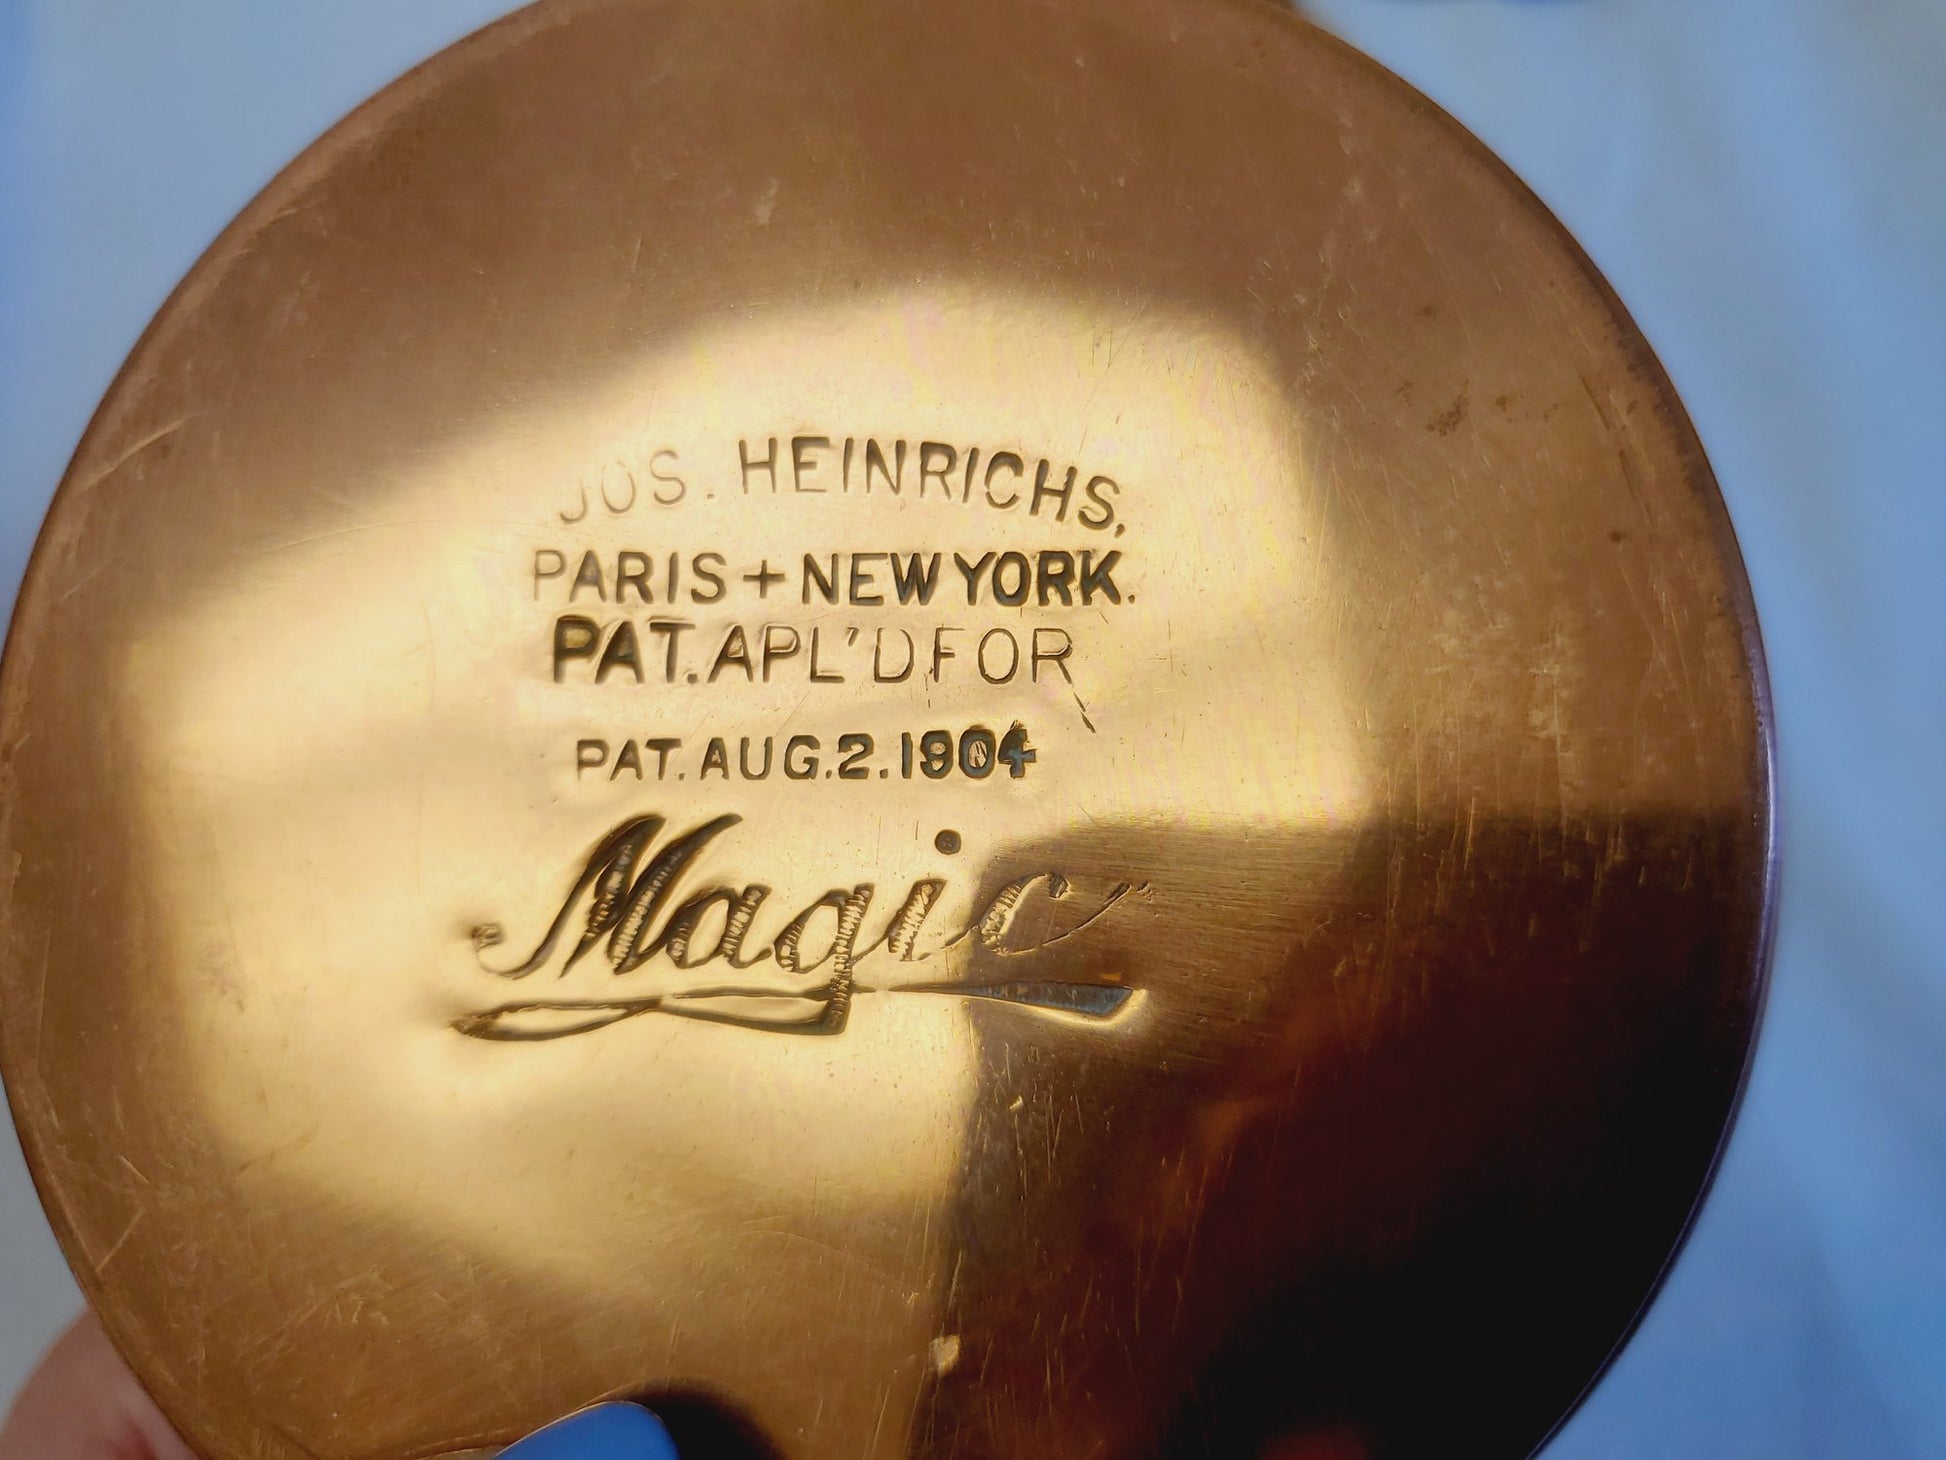 JOS. HEINRICHS,
PARIS + NEW YORK.
PAT. APL'D FOR
PAT. AUG. 2. 1904
Magic